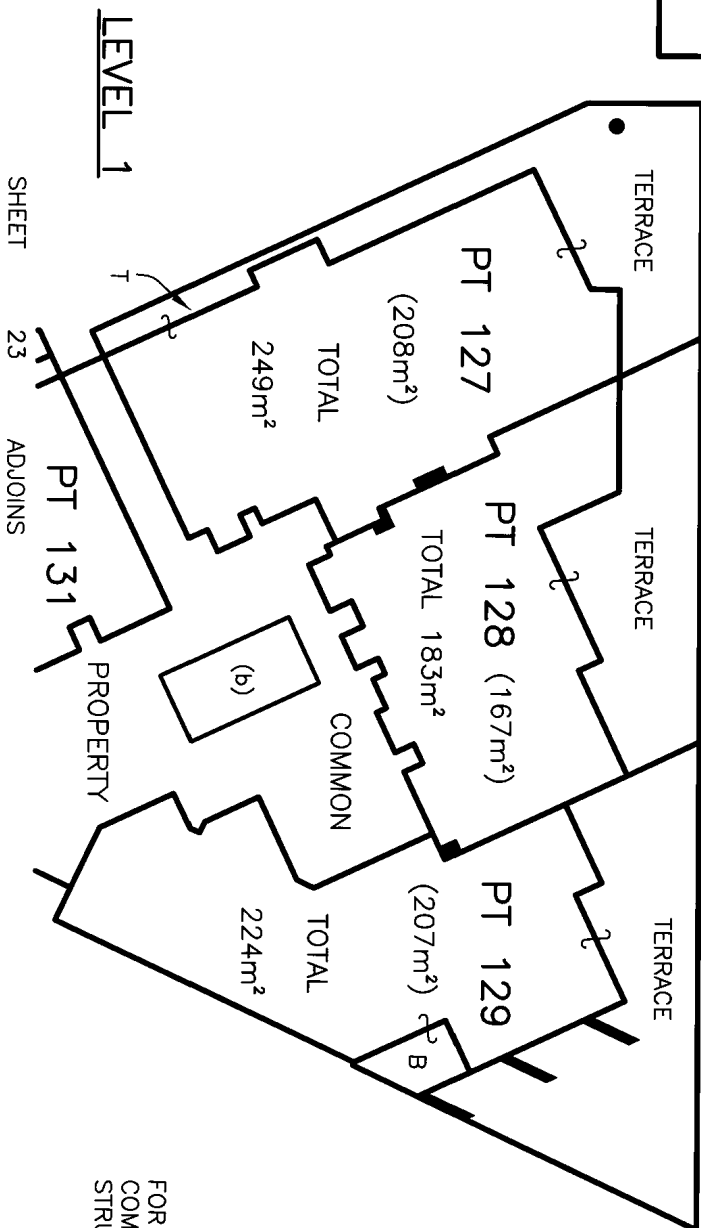 TERRACE
TERRACE
TERRACE
PT 127
(208m²)
TOTAL
249m²
PT 128 (167m²)
TOTAL 183m²
PT 129
(207m²)
TOTAL
224m²
B
T
COMMON
(b)
PROPERTY
PT 131
LEVEL 1
SHEET 23 ADJOINS
FOR
COM
STRU